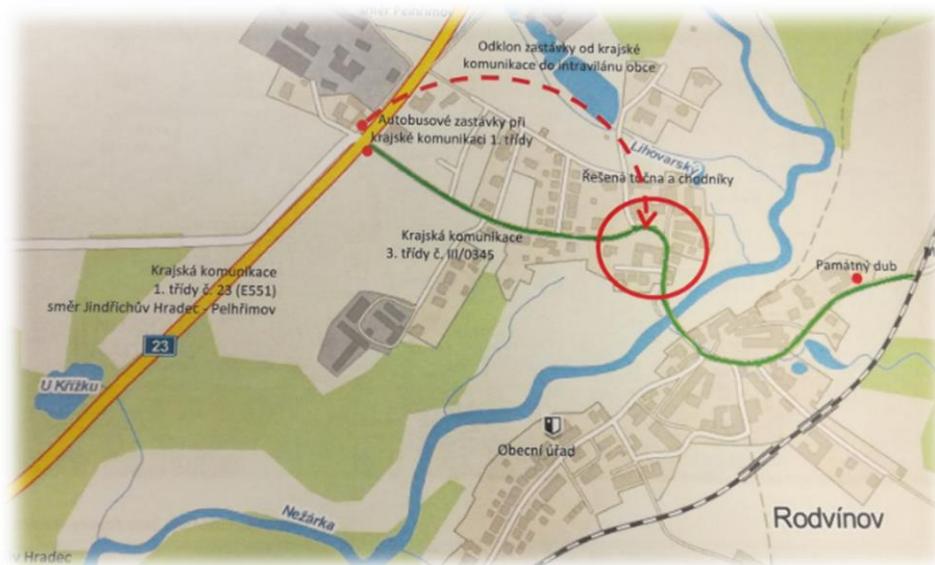 směr Pelhřimov
Odklon zastávky od krajské
komunikace do intravilánu obce
Autobusové zastávky při
krajské komunikaci 1. třídy
Lihovarský
Řešená točna a chodníky
Krajská komunikace
3. třídy č. III/0345
Památný dub
Krajská komunikace
1. třídy č. 23 (E551)
směr Jindřichův Hradec - Pelhřimov
23
U Křížku
Obecní úřad
Nežárka
Rodvínov
v Hradec